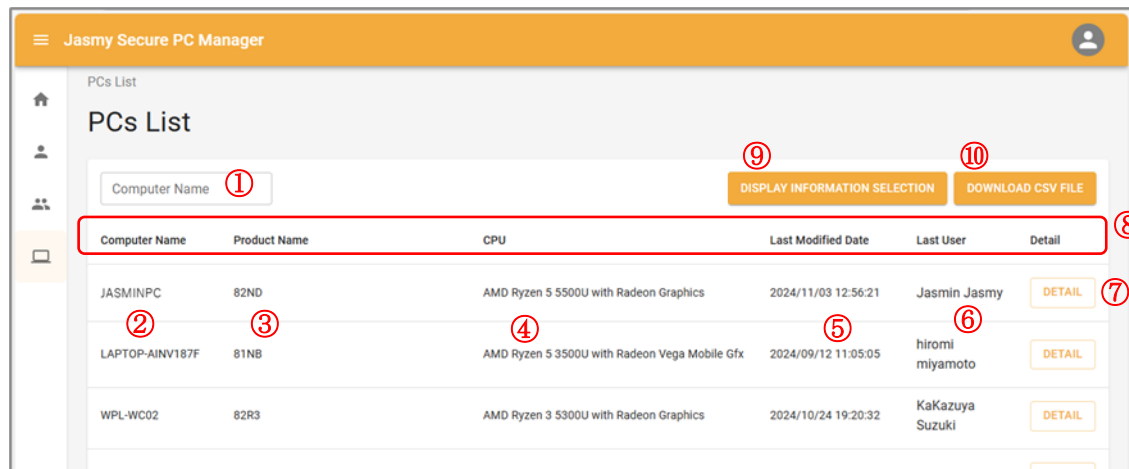 Jasmy Secure PC Manager
PCs List
PCs List
⑨ ⑩
Computer Name ① DISPLAY INFORMATION SELECTION DOWNLOAD CSV FILE
⑧
Computer Name Product Name CPU Last Modified Date Last User Detail
JASMINPC 82ND AMD Ryzen 5 5500U with Radeon Graphics 2024/11/03 12:56:21 Jasmin Jasmy DETAIL ⑦
② ③ ④ ⑤ ⑥
LAPTOP-AINV187F 81NB AMD Ryzen 5 3500U with Radeon Vega Mobile Gfx 2024/09/12 11:05:05 hiromi miyamoto DETAIL
WPL-WC02 82R3 AMD Ryzen 3 5300U with Radeon Graphics 2024/10/24 19:20:32 KaKazuya Suzuki DETAIL